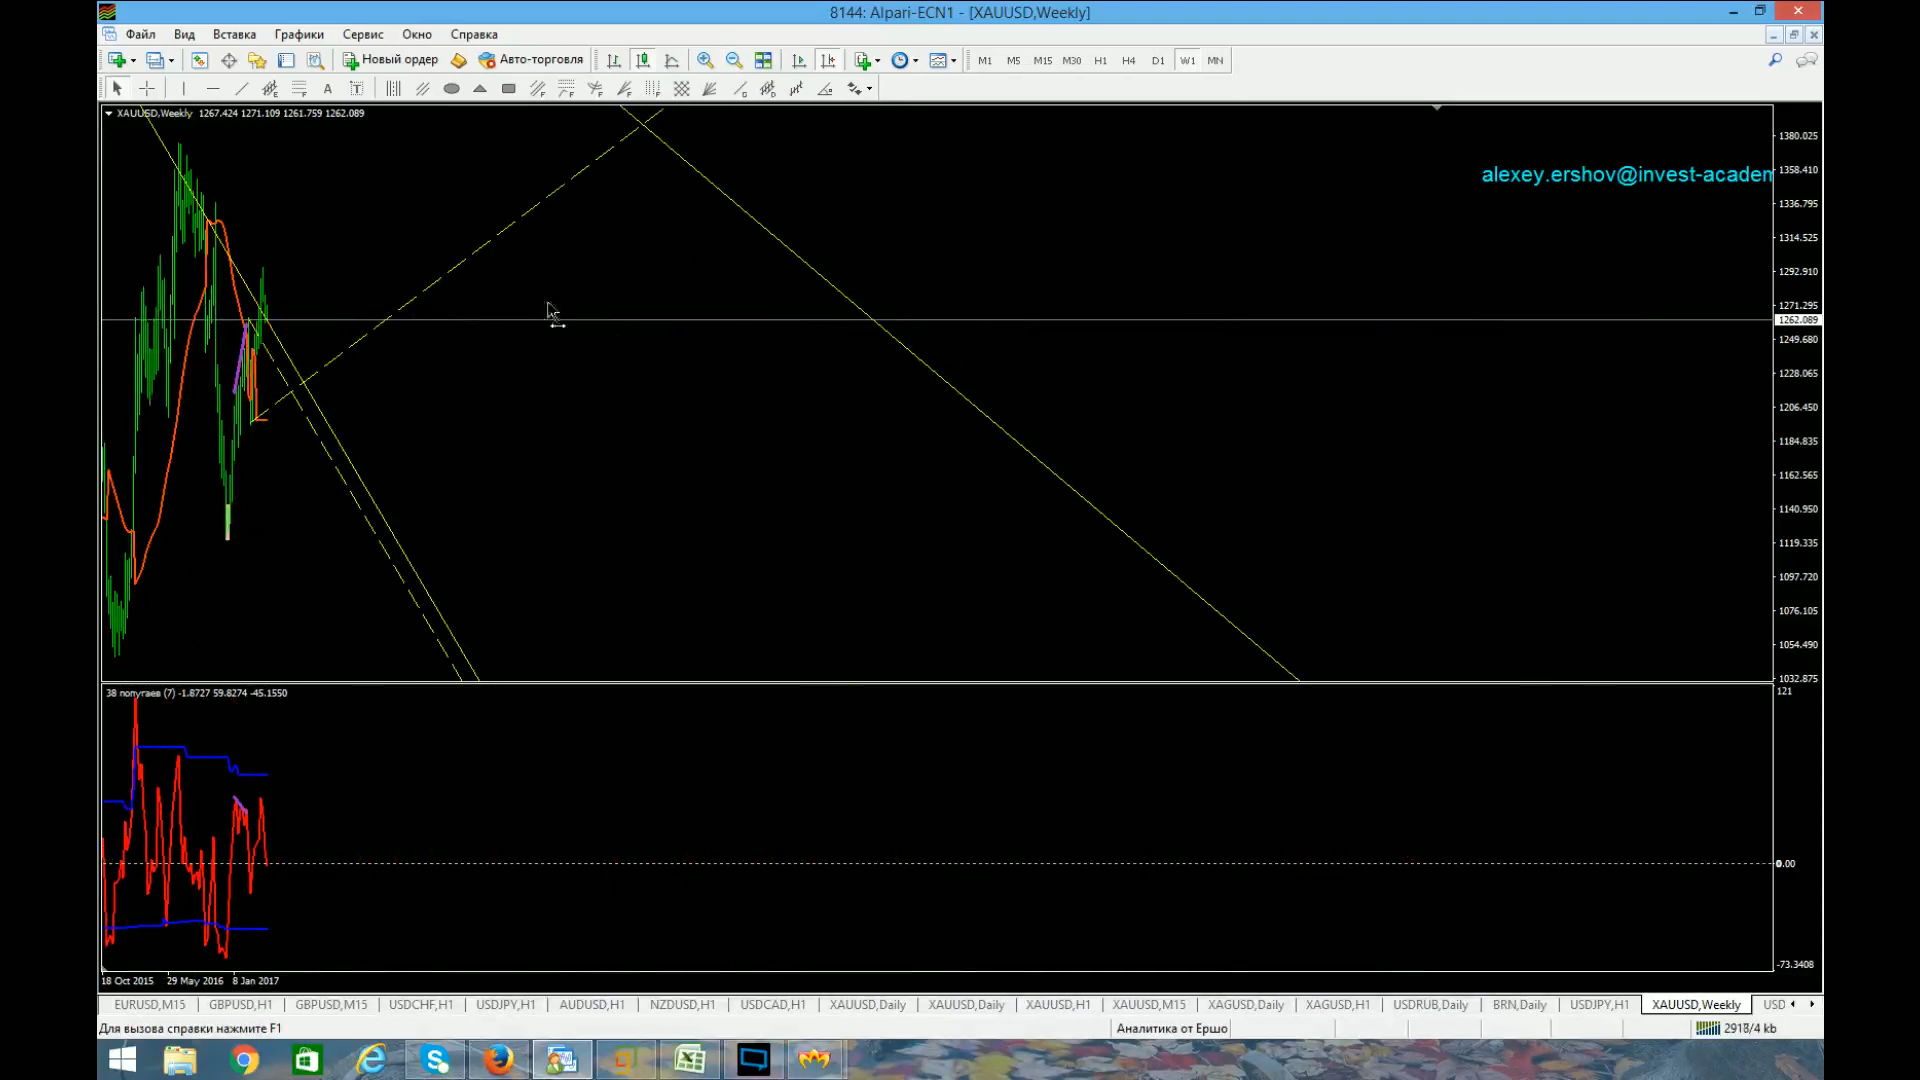 8144: Alpari-ECN1 - [XAUUSD,Weekly]
Файл Вид Вставка Графики Сервис Окно Справка
Новый ордер Авто-торговля M1 M5 M15 M30 H1 H4 D1 W1 MN
A T
XAUUSD,Weekly 1267.424 1271.109 1261.759 1262.089
1380.025
alexey.ershov@invest-academ
1358.410
1336.795
1314.525
1292.910
1271.295
1262.089
1249.680
1228.065
1206.450
1184.835
1162.565
1140.950
1119.335
1097.720
1076.105
1054.490
1032.875
38 попугаев (7) -1.8727 59.8274 -45.1550
121
0.00
-73.3408
18 Oct 2015 29 May 2016 8 Jan 2017
EURUSD,M15 GBPUSD,H1 GBPUSD,M15 USDCHF,H1 USDJPY,H1 AUDUSD,H1 NZDUSD,H1 USDCAD,H1 XAUUSD,Daily XAUUSD,Daily XAUUSD,H1 XAUUSD,M15 XAGUSD,Daily XAGUSD,H1 USDRUB,Daily BRN,Daily USDJPY,H1 XAUUSD,Weekly USD
Для вызова справки нажмите F1 Аналитика от Ершо 2918/4 kb